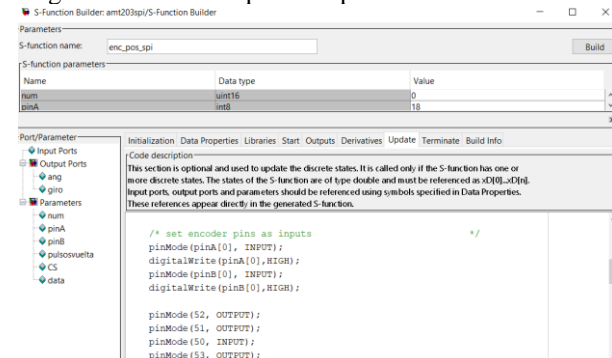 S-Function Builder: amt203spi/S-Function Builder
Parameters
S-function name: enc_pos_spi Build
S-function parameters
Name Data type Value
num uint16 0
pinA int8 18
Port/Parameter
Input Ports
Output Ports
ang
giro
Parameters
num
pinA
pinB
pulsosvuelta
CS
data
Initialization Data Properties Libraries Start Outputs Derivatives Update Terminate Build Info
Code description
This section is optional and used to update the discrete states. It is called only if the S-function has one or
more discrete states. The states of the S-function are of type double and must be referenced as xD[0]...xD[n].
Input ports, output ports and parameters should be referenced using symbols specified in Data Properties.
These references appear directly in the generated S-function.
/* set encoder pins as inputs */
pinMode(pinA[0], INPUT);
digitalWrite(pinA[0],HIGH);
pinMode(pinB[0], INPUT);
digitalWrite(pinB[0],HIGH);
pinMode(52, OUTPUT);
pinMode(51, OUTPUT);
pinMode(50, INPUT);
pinMode(53, OUTPUT);